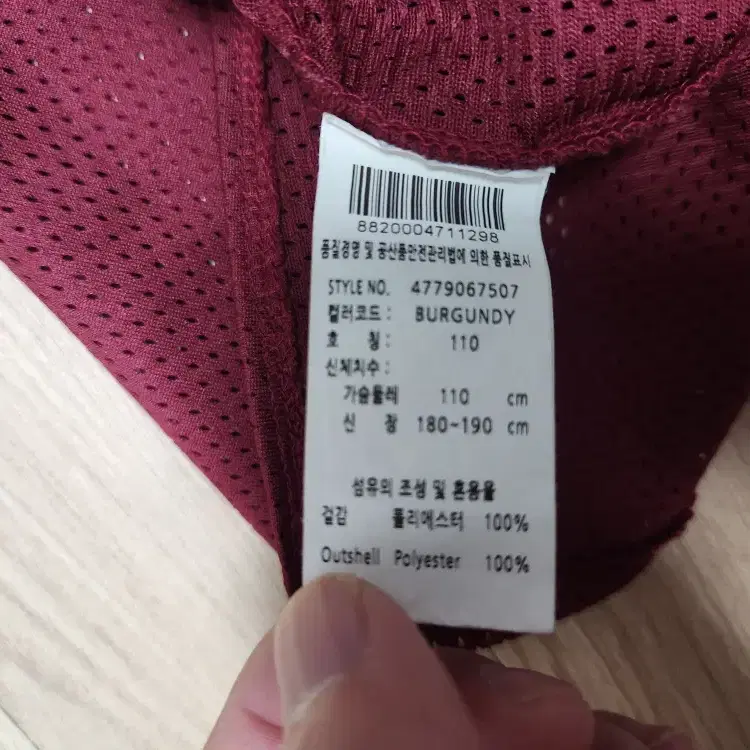 8820004711298
품질경영 및 공산품안전관리법에 의한 품질표시
STYLE NO. 4779067507
컬러코드 : BURGUNDY
호 칭 : 110
신체치수 :
가슴둘레 110 cm
신 장 180~190 cm
섬유의 조성 및 혼용율
겉감 폴리에스터 100%
Outshell Polyester 100%